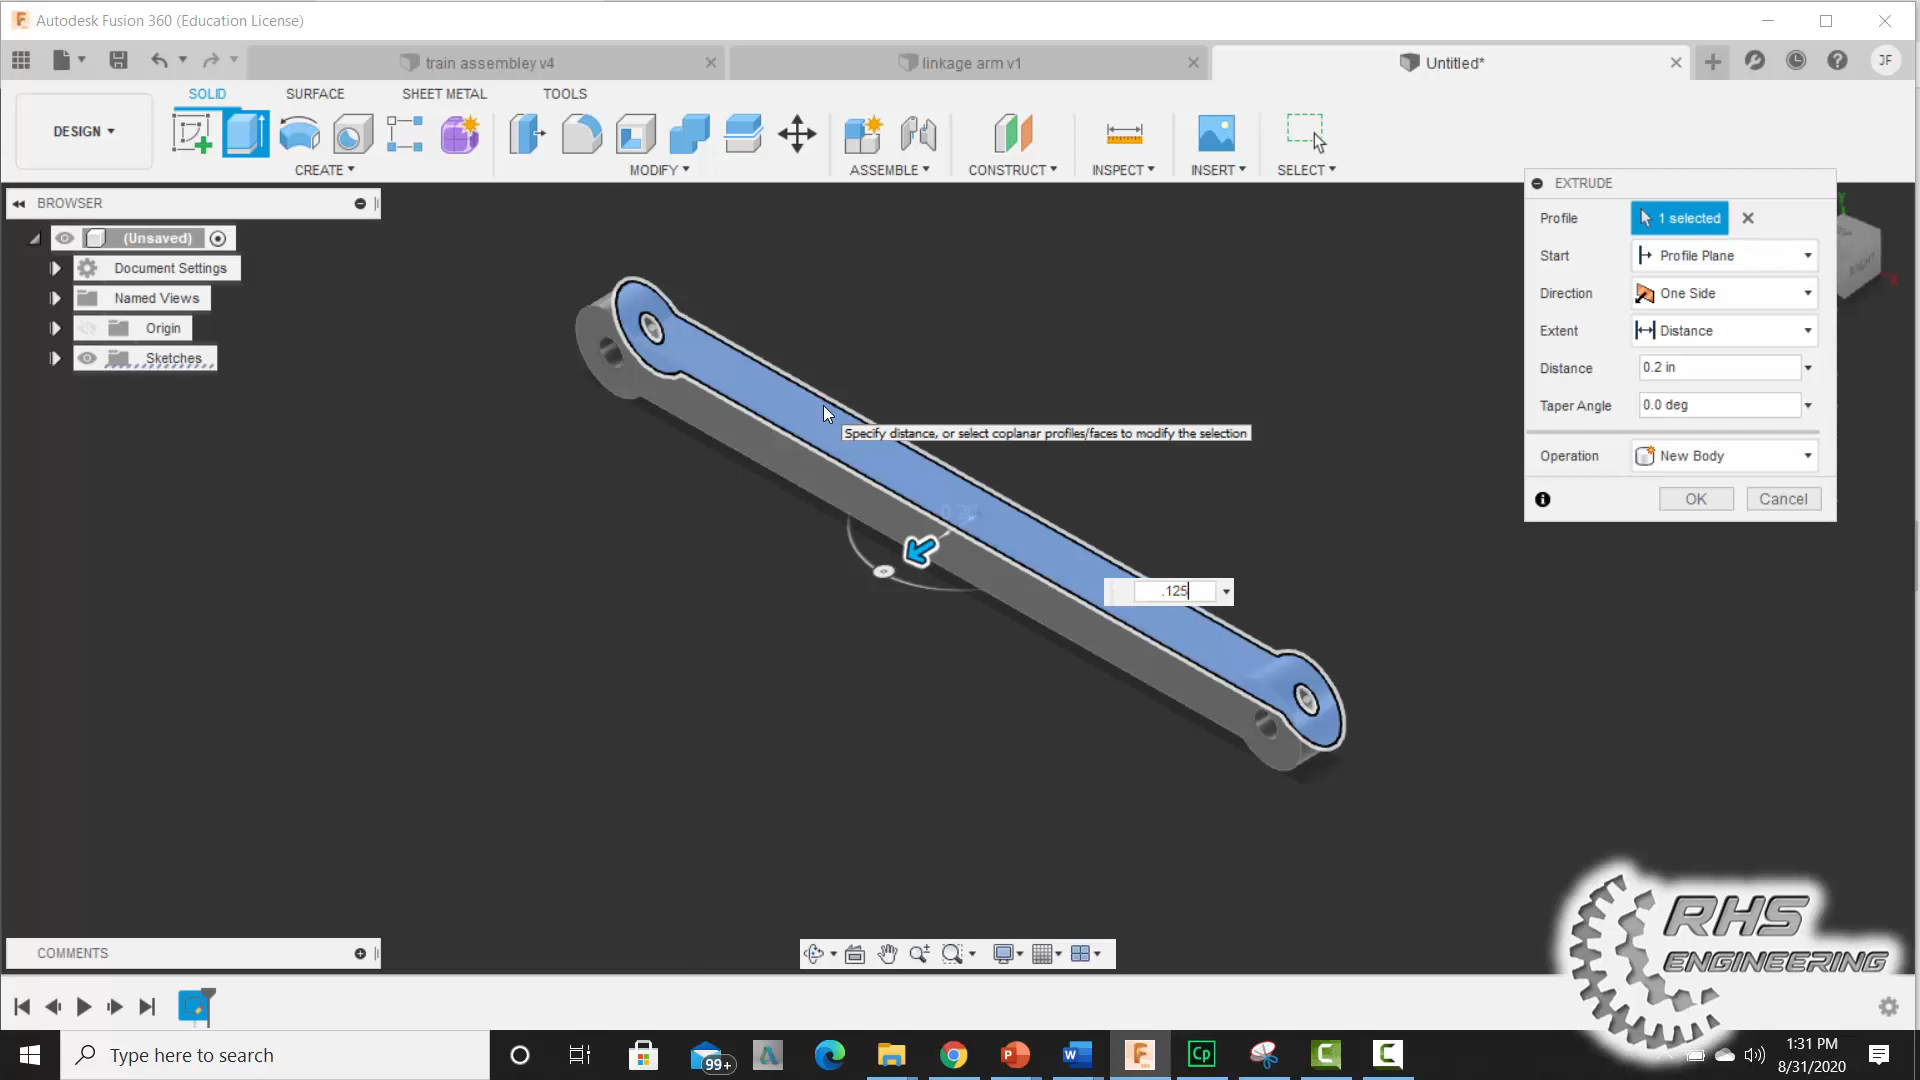 Autodesk Fusion 360 (Education License)
train assembley v4
linkage arm v1
Untitled*
JF
SOLID
SURFACE
SHEET METAL
TOOLS
DESIGN
CREATE
MODIFY
ASSEMBLE
CONSTRUCT
INSPECT
INSERT
SELECT
BROWSER
(Unsaved)
Document Settings
Named Views
Origin
Sketches
EXTRUDE
Profile
1 selected
Start
Profile Plane
Direction
One Side
Extent
Distance
Distance
0.2 in
Taper Angle
0.0 deg
Operation
New Body
OK
Cancel
RIGHT
Specify distance, or select coplanar profiles/faces to modify the selection
.125
COMMENTS
RHS
ENGINEERING
Type here to search
99+
1:31 PM
8/31/2020